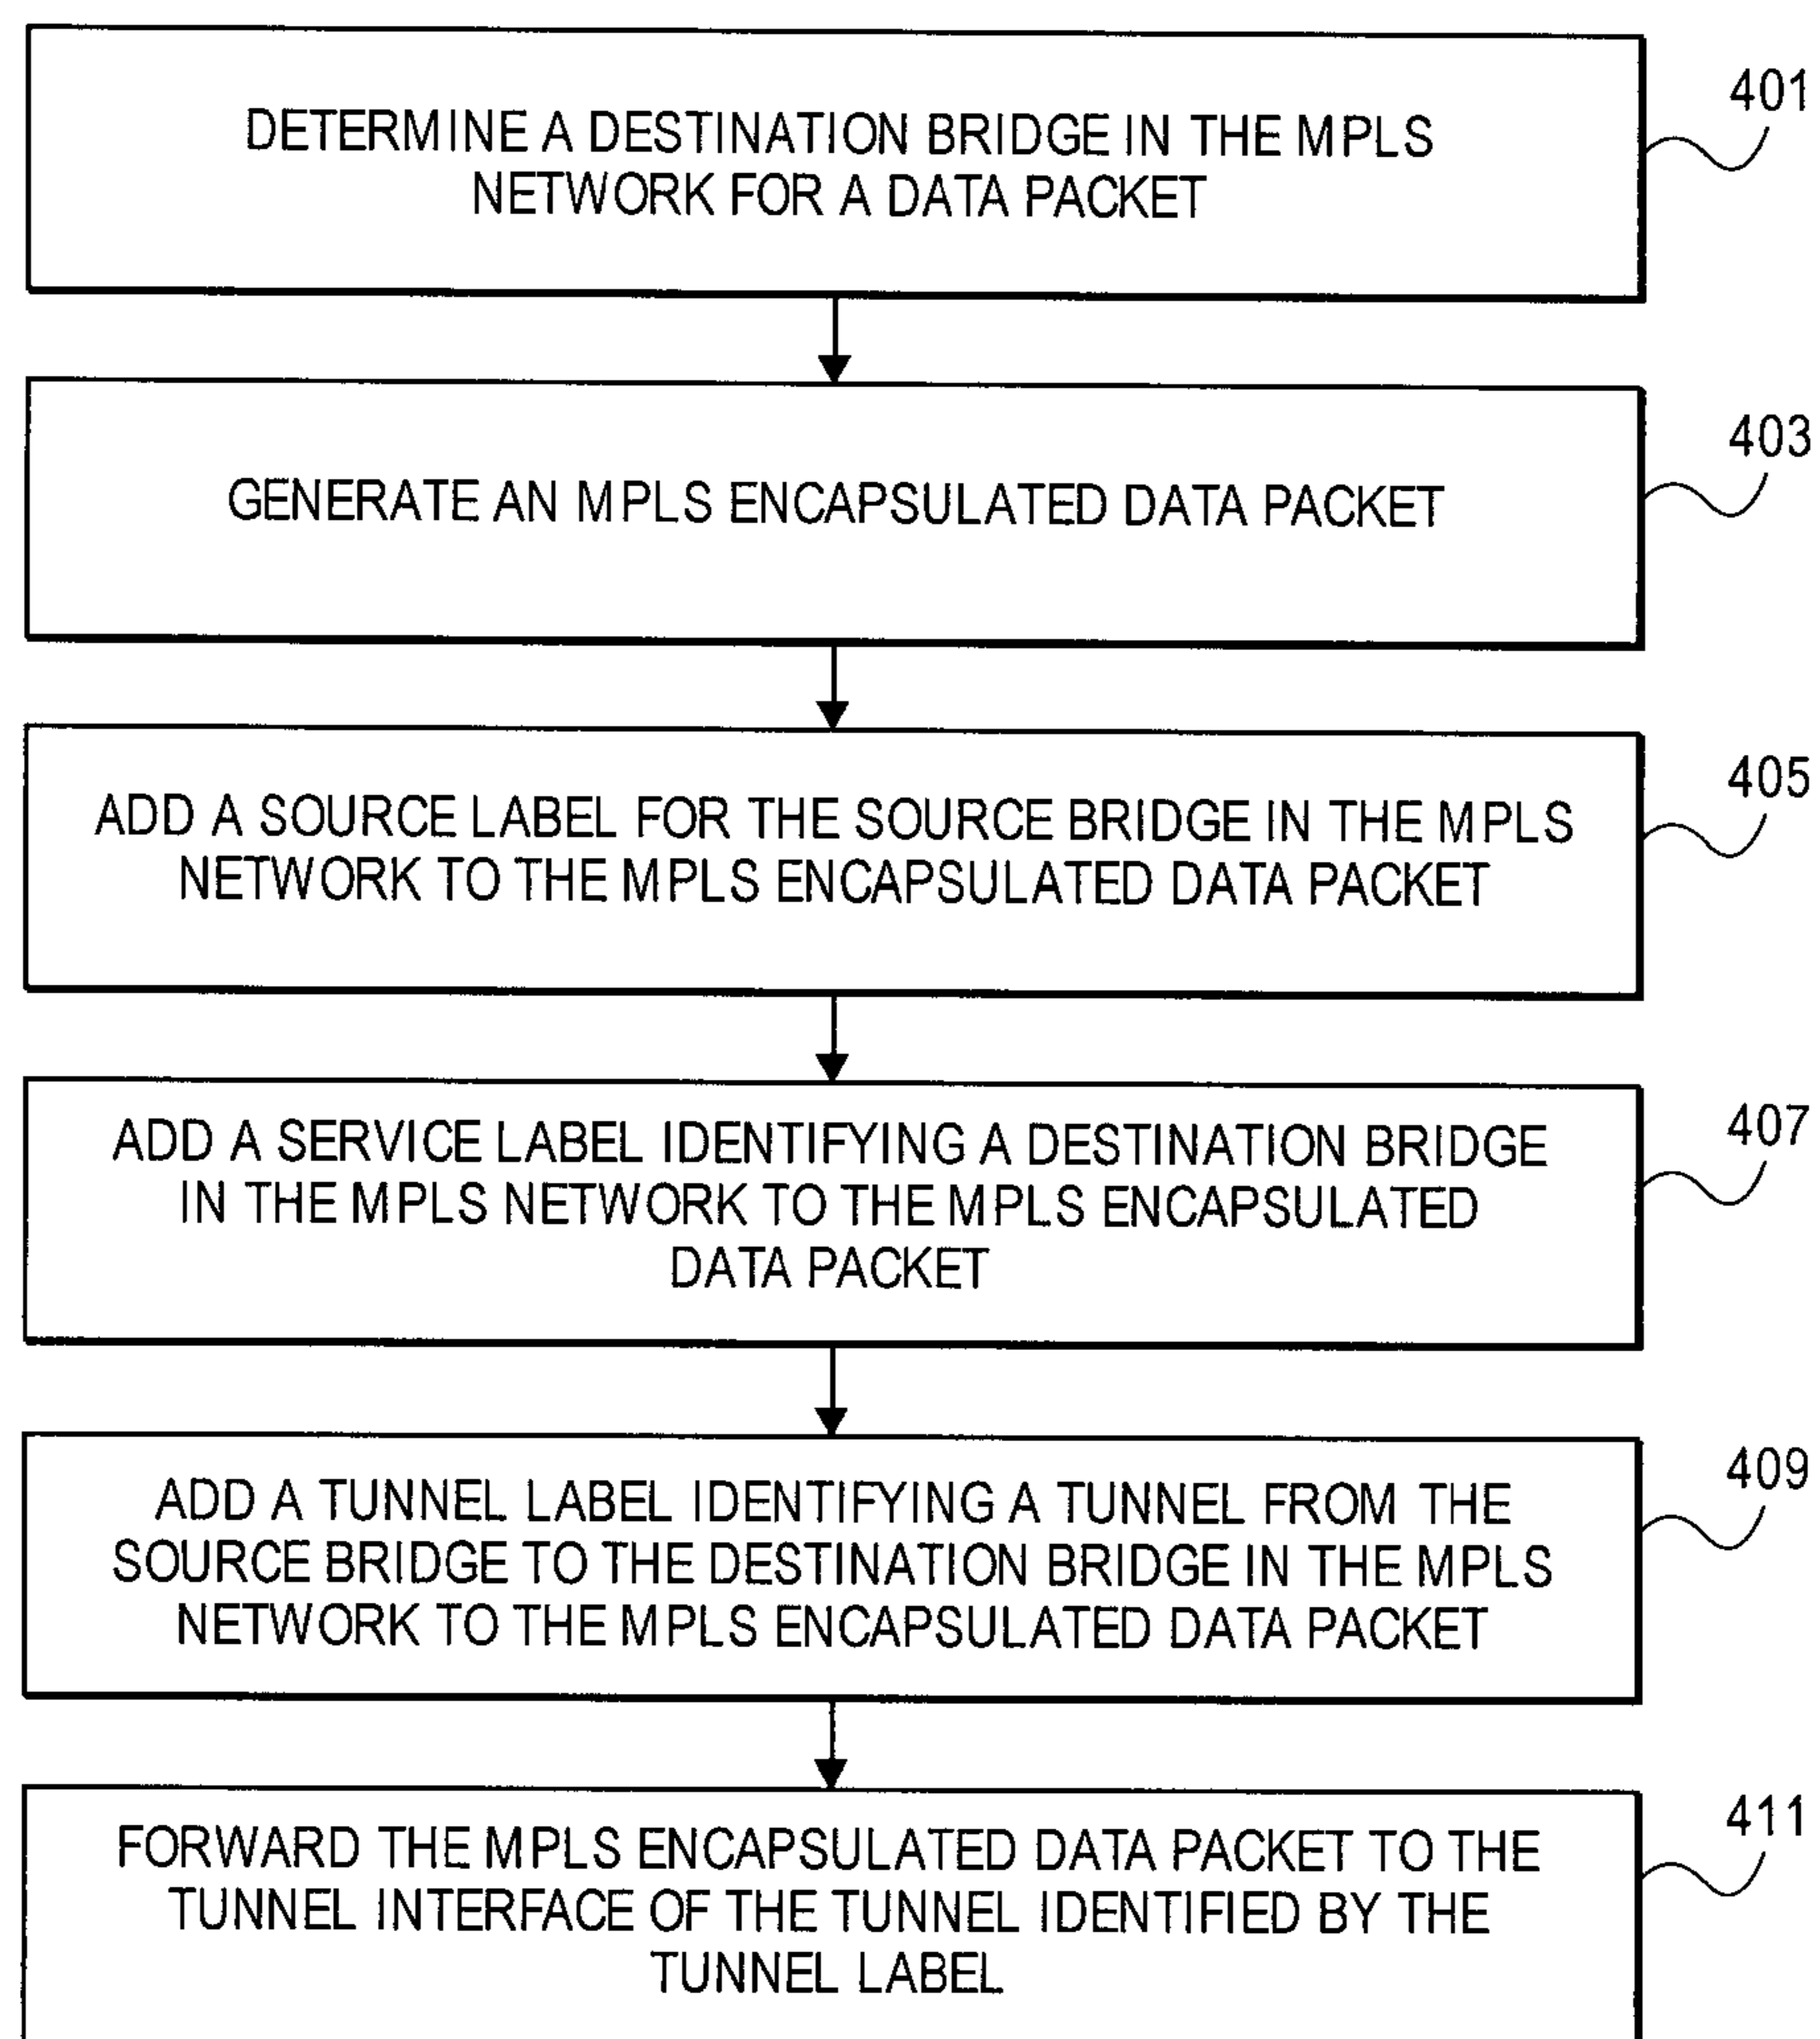 DETERMINE A DESTINATION BRIDGE IN THE MPLS
NETWORK FOR A DATA PACKET
401
GENERATE AN MPLS ENCAPSULATED DATA PACKET
403
ADD A SOURCE LABEL FOR THE SOURCE BRIDGE IN THE MPLS
NETWORK TO THE MPLS ENCAPSULATED DATA PACKET
405
ADD A SERVICE LABEL IDENTIFYING A DESTINATION BRIDGE
IN THE MPLS NETWORK TO THE MPLS ENCAPSULATED
DATA PACKET
407
ADD A TUNNEL LABEL IDENTIFYING A TUNNEL FROM THE
SOURCE BRIDGE TO THE DESTINATION BRIDGE IN THE MPLS
NETWORK TO THE MPLS ENCAPSULATED DATA PACKET
409
FORWARD THE MPLS ENCAPSULATED DATA PACKET TO THE
TUNNEL INTERFACE OF THE TUNNEL IDENTIFIED BY THE
TUNNEL LABEL
411